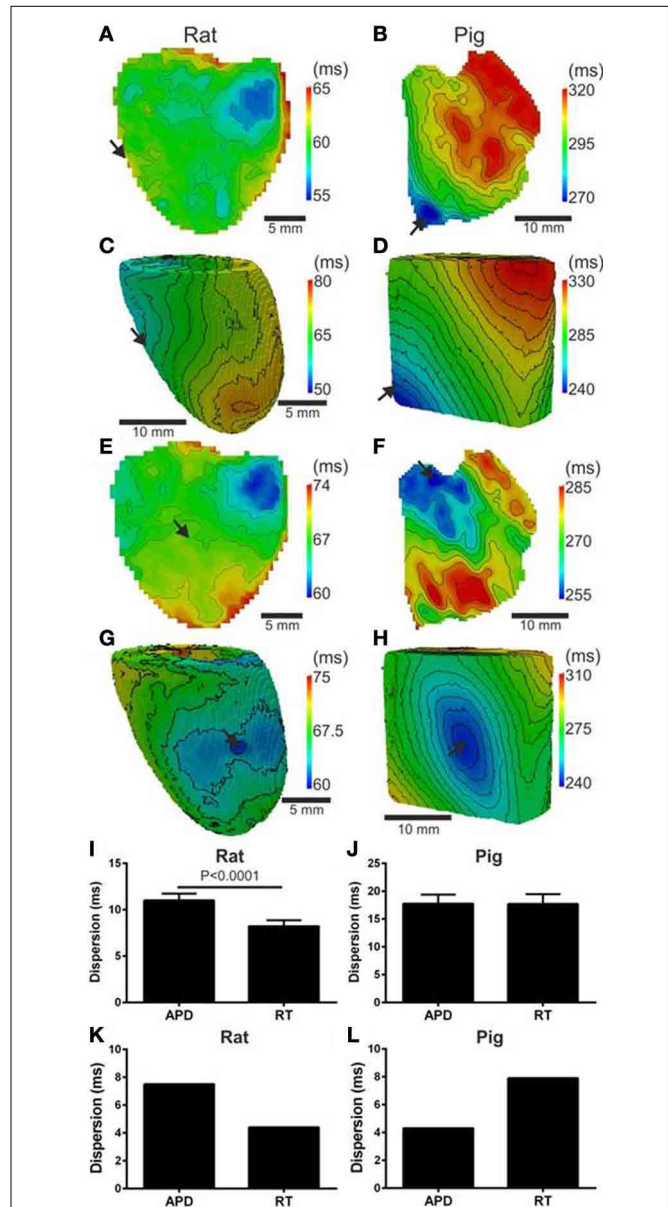 Rat Pig
A B
(ms) (ms)
65 320
60 295
55 270
5 mm 10 mm
C D
(ms) (ms)
80 330
65 285
50 240
10 mm 5 mm 10 mm
E F
(ms) (ms)
74 285
67 270
60 255
5 mm 10 mm
G H
(ms) (ms)
75 310
67.5 275
60 240
5 mm 10 mm
I Rat J Pig
P<0.0001
Dispersion (ms) Dispersion (ms)
15 25
10 20
5 15
0 10
5
0
APD RT APD RT
K Rat L Pig
Dispersion (ms) Dispersion (ms)
10 10
8 8
6 6
4 4
2 2
0 0
APD RT APD RT